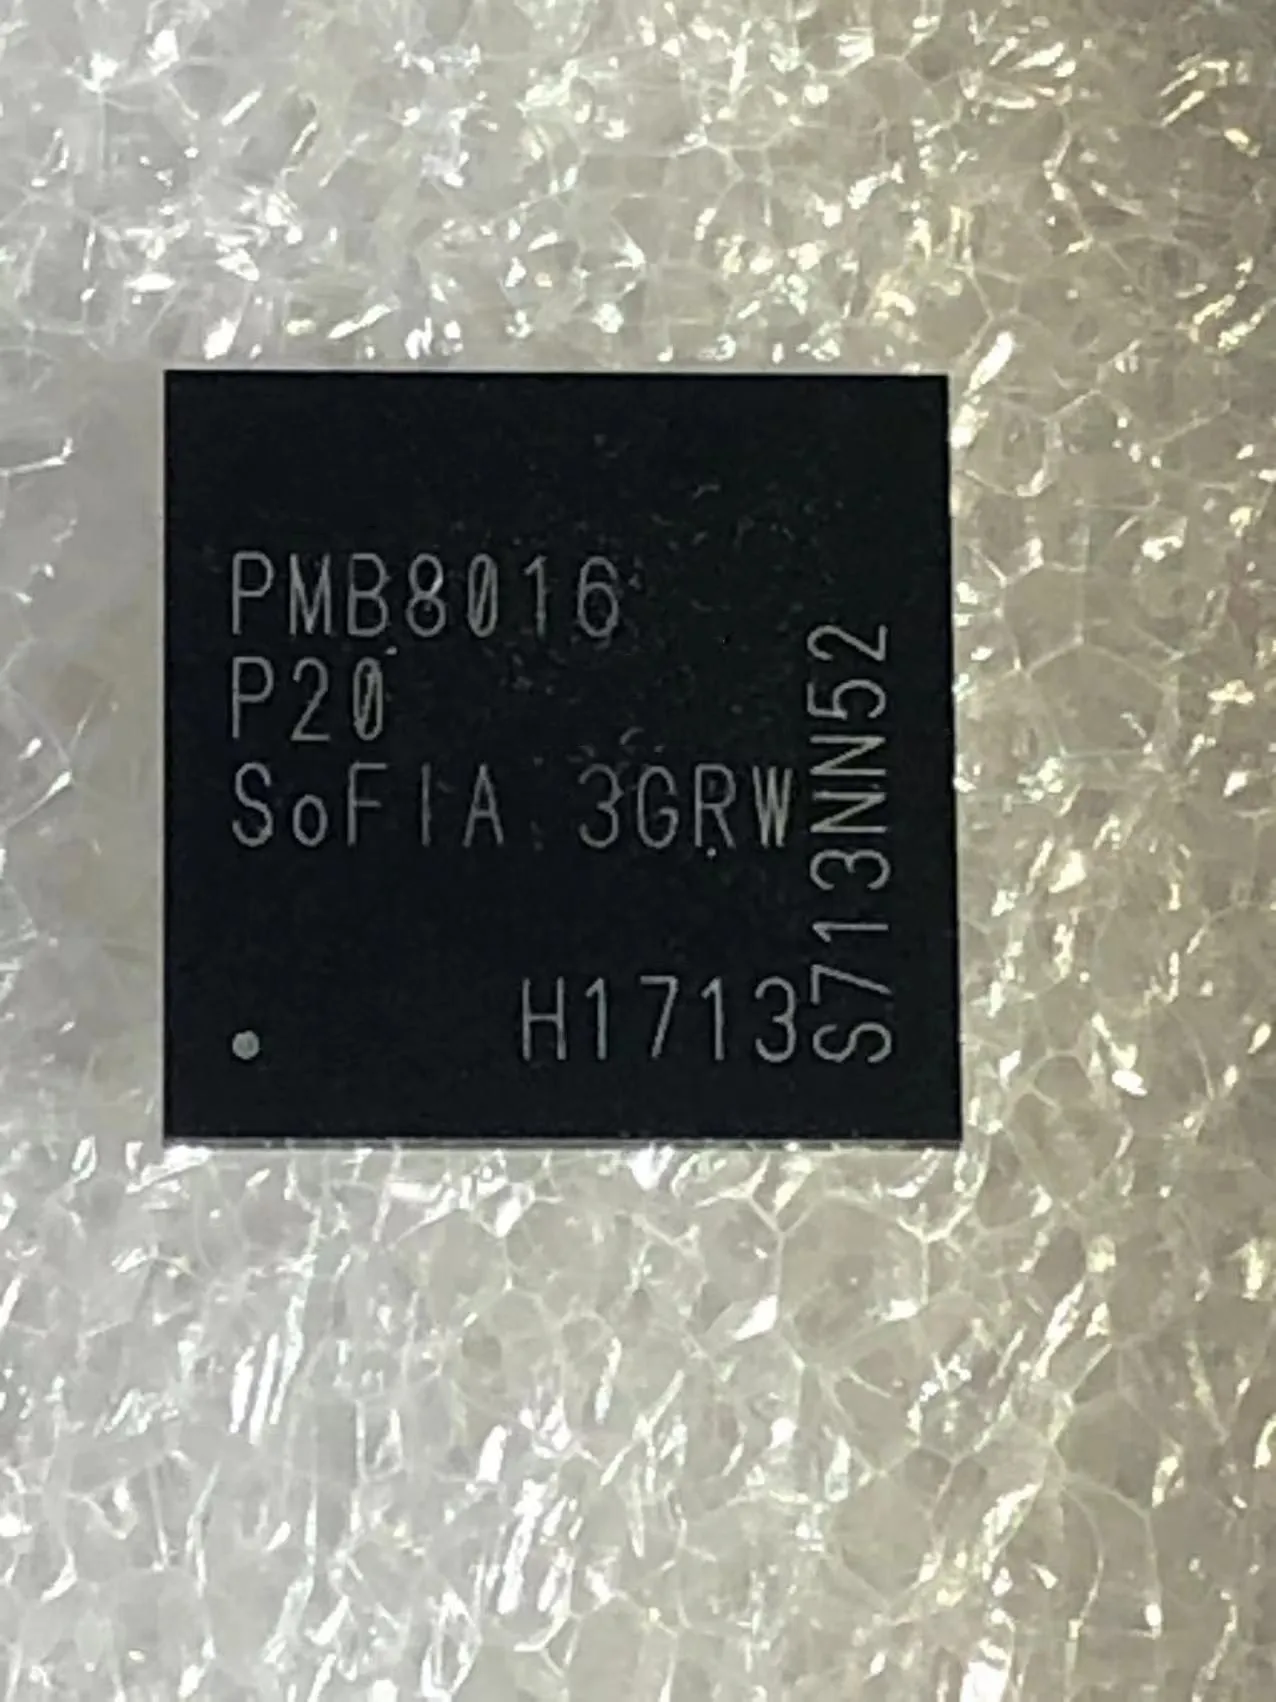 PMB8016
P20
SoFIA 3GRW
H1713
S713NN52